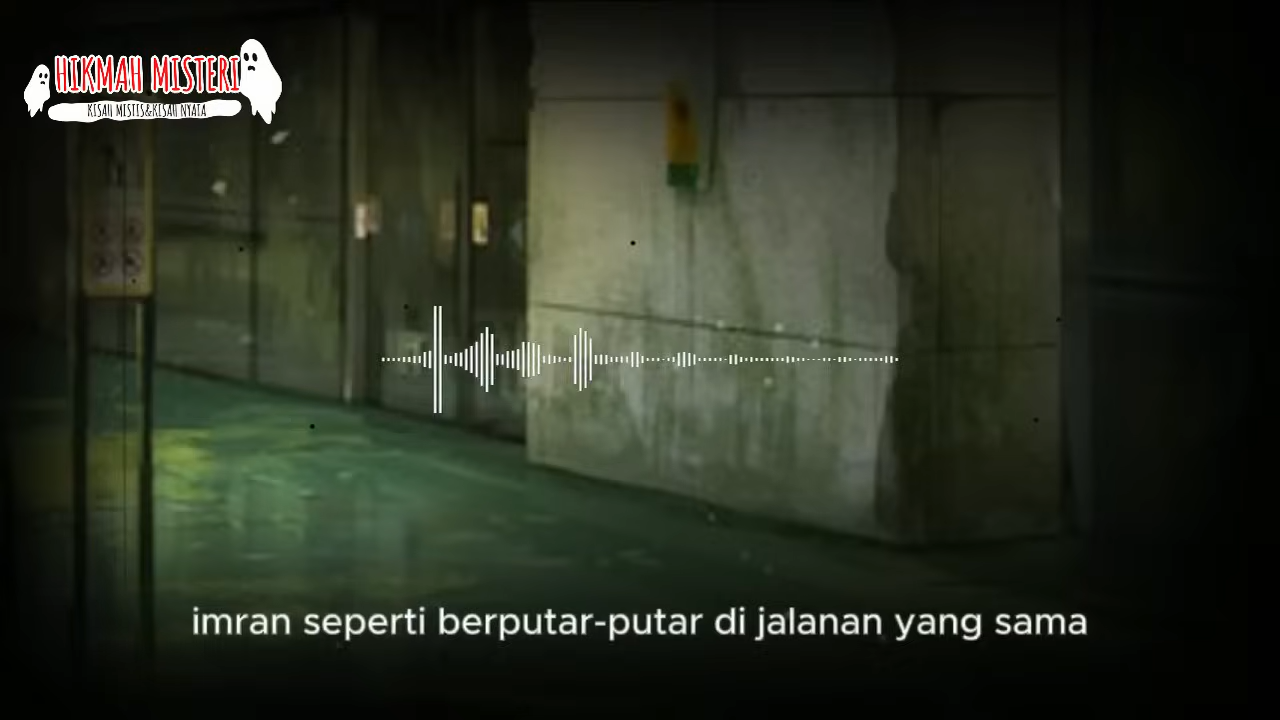 HIKMAH MISTERI
KISAH MISTIS&KISAH NYATA
imran seperti berputar-putar di jalanan yang sama